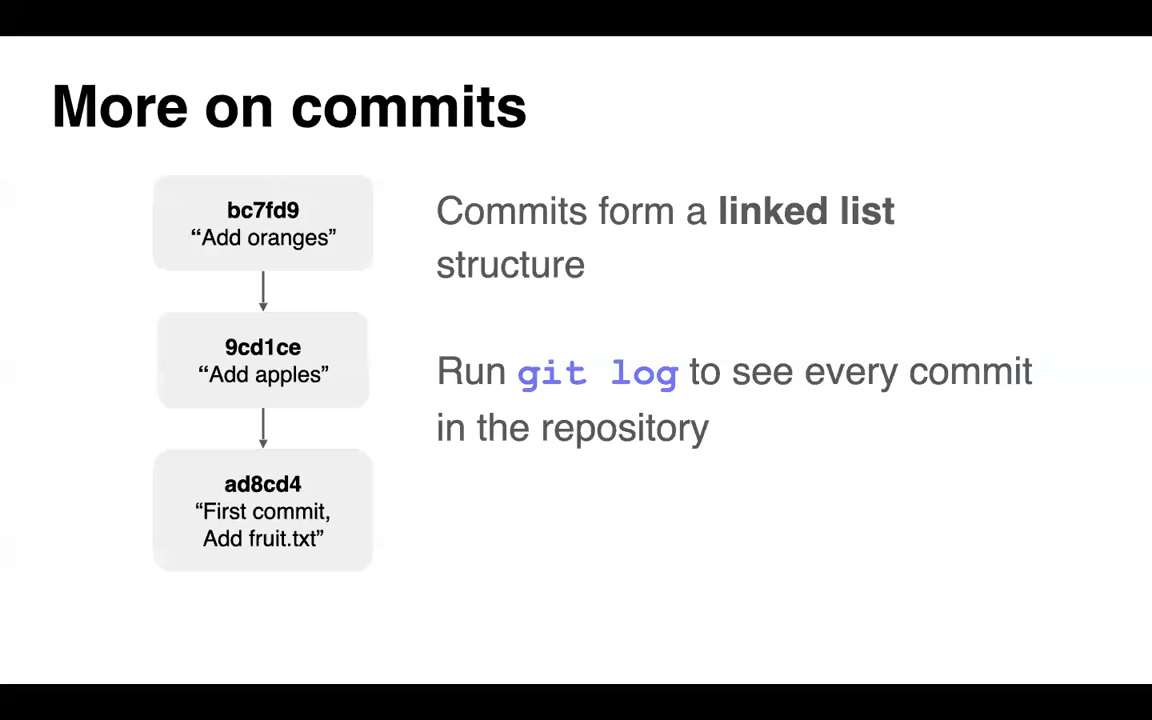 More on commits
bc7fd9
“Add oranges”
9cd1ce
“Add apples”
ad8cd4
“First commit,
Add fruit.txt”
Commits form a linked list
structure
Run git log to see every commit
in the repository